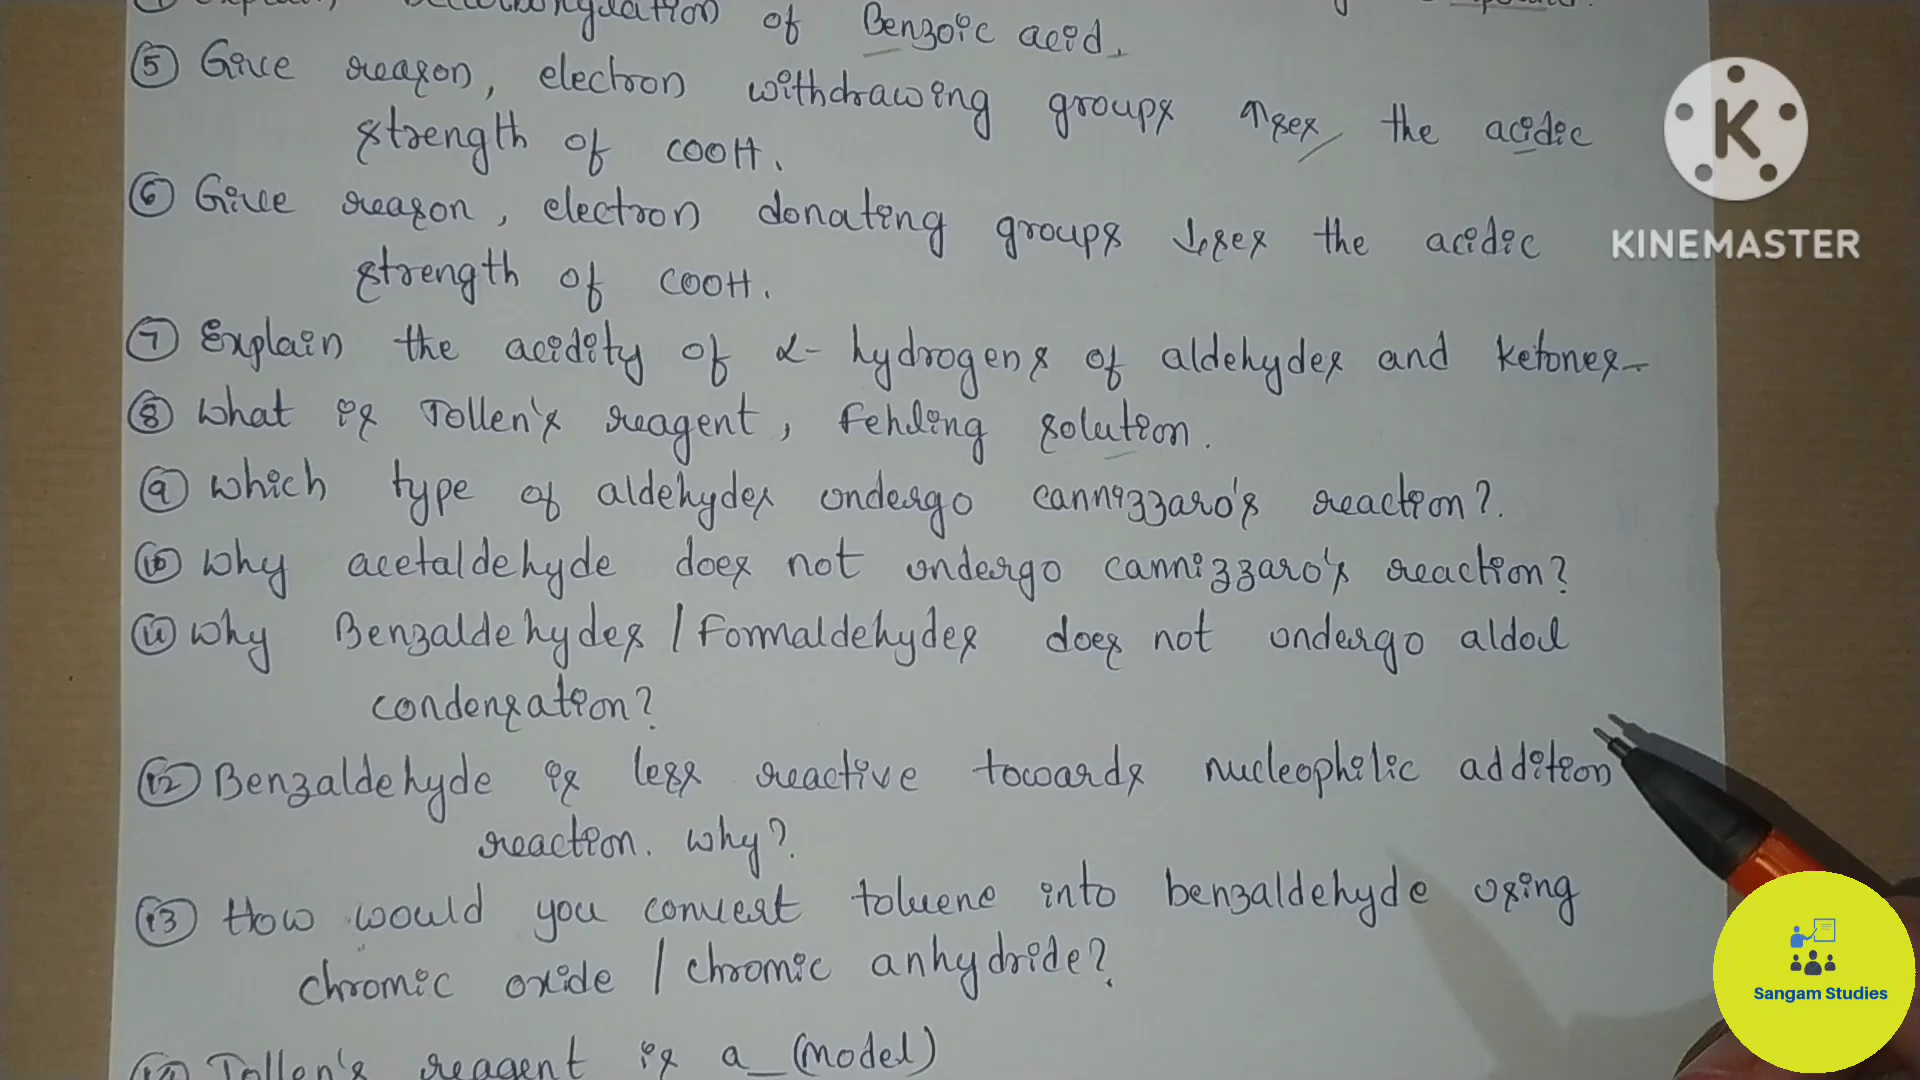 of Benzoic acid.
⑤ Give reason, electron withdrawing groups ↑ses the acidic
strength of COOH.
⑥ Give reason, electron donating groups ↓ses the acidic
strength of COOH.
⑦ Explain the acidity of α- hydrogens of aldehydes and ketones-
⑧ What is Tollen's reagent, Fehling solution.
⑨ which type of aldehydes undergo cannizzaro's reaction?.
⑩ why acetaldehyde does not undergo cannizzaro's reaction?
⑪ why Benzaldehydes / Formaldehydes does not undergo aldol
condensation?
⑫ Benzaldehyde is less reactive towards nucleophilic addition
reaction. why?
⑬ How would you convert toluene into benzaldehyde using
chromic oxide / chromic anhydride?
Tollen's reagent is a_ (model)
K
KINEMASTER
Sangam Studies